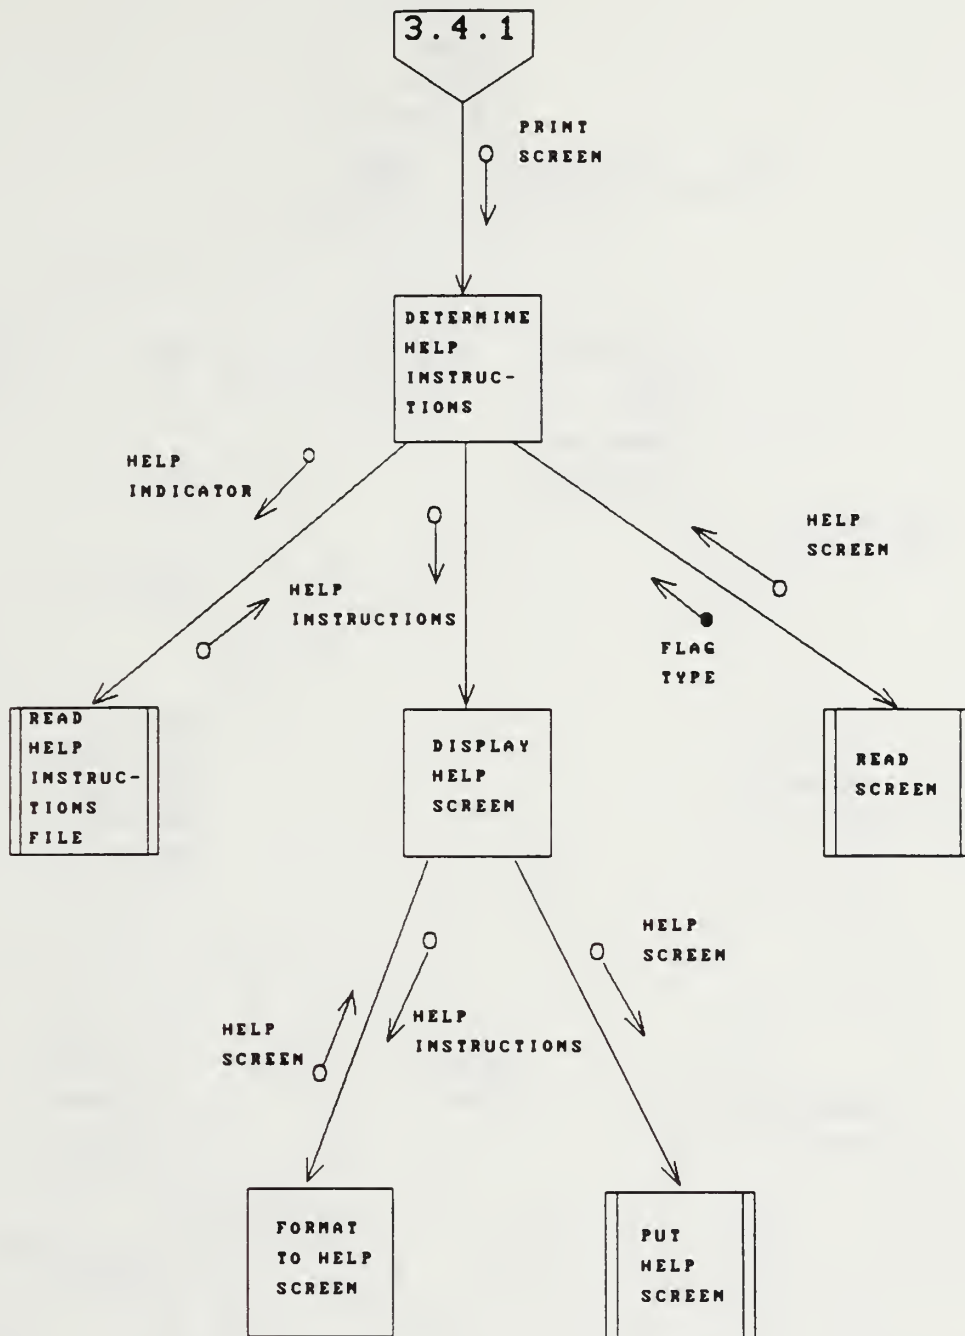 3.4.1
PRINT
SCREEN
DETERMINE
HELP
INSTRUC-
TIONS
HELP
INDICATOR
HELP
INSTRUCTIONS
HELP
SCREEN
FLAG
TYPE
READ
HELP
INSTRUC-
TIONS
FILE
DISPLAY
HELP
SCREEN
READ
SCREEN
HELP
SCREEN
HELP
INSTRUCTIONS
HELP
SCREEN
FORMAT
TO HELP
SCREEN
PUT
HELP
SCREEN